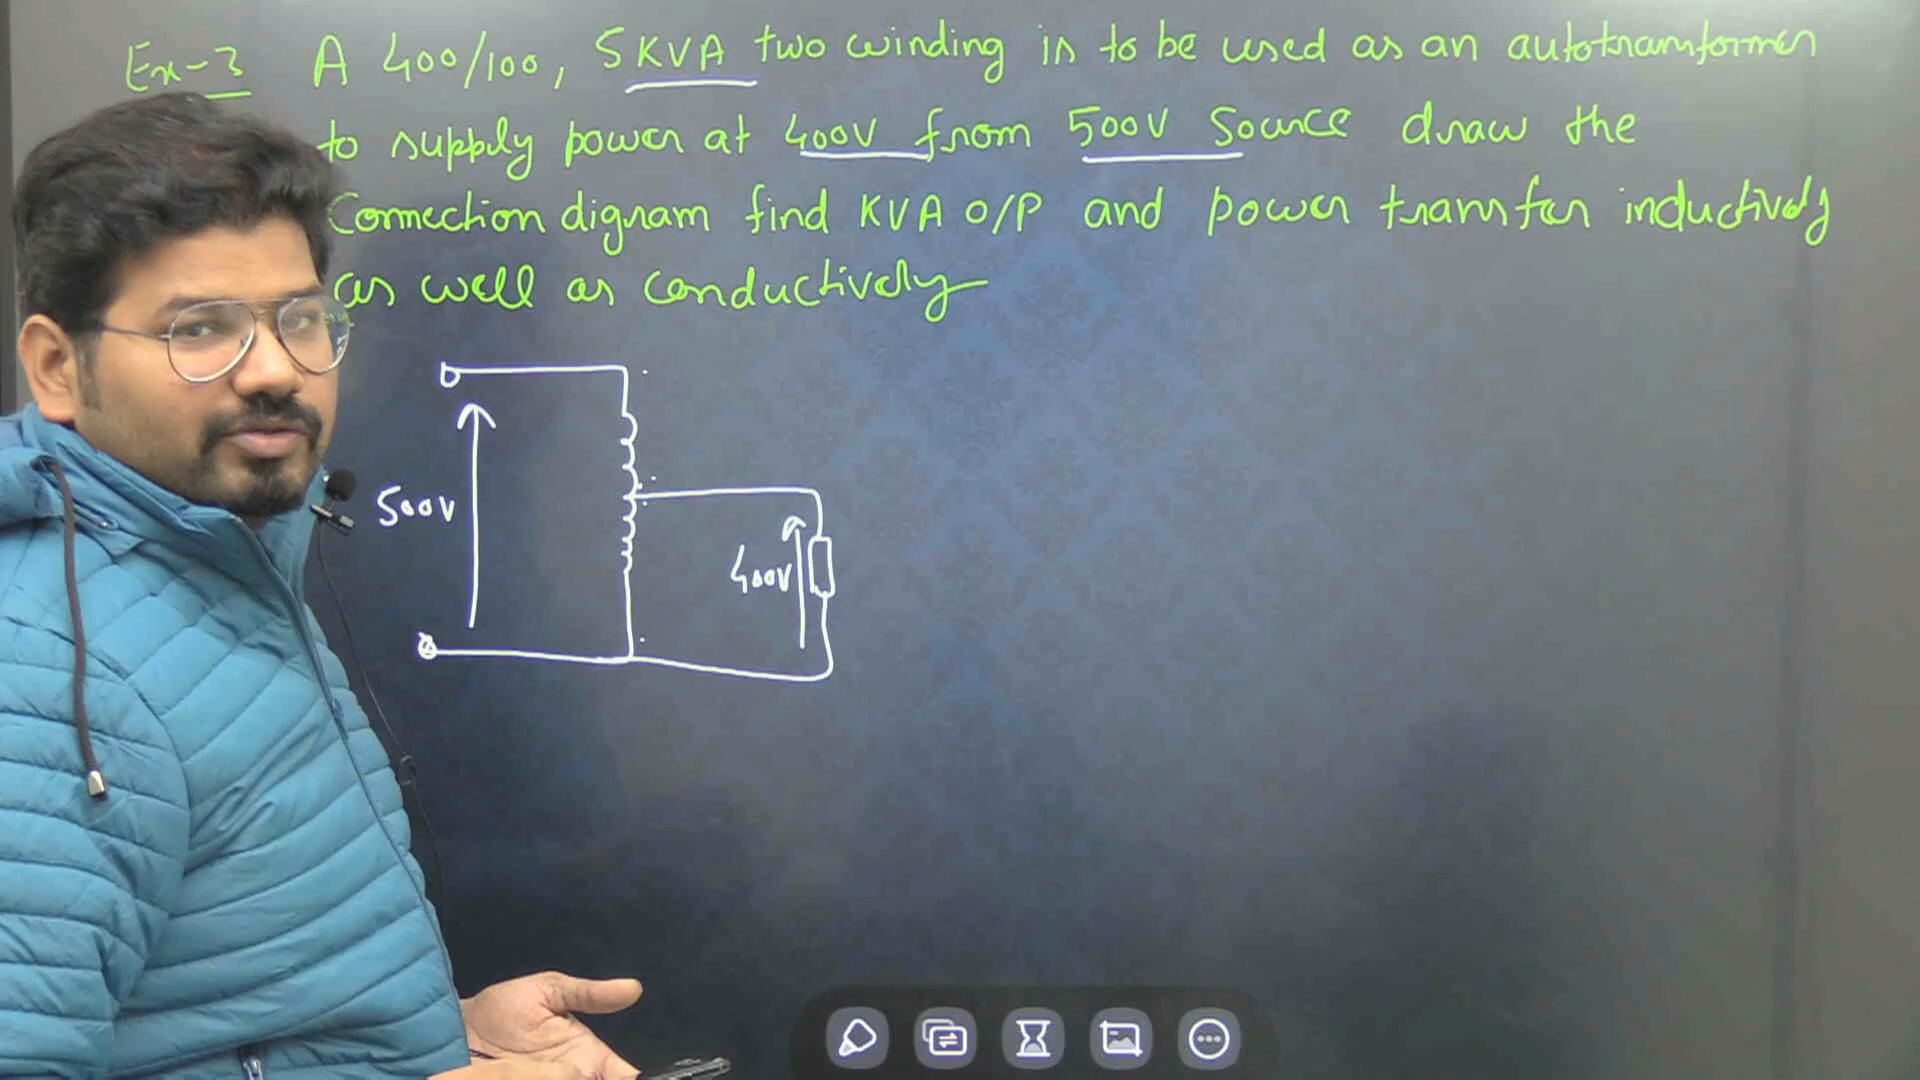 Ex-3 A 400/100, 5KVA two winding is to be used as an autotransformer
to supply power at 400V from 500V Source draw the
Connection digram find KVA O/P and power transfer inductively
as well as conductively
500V
400V